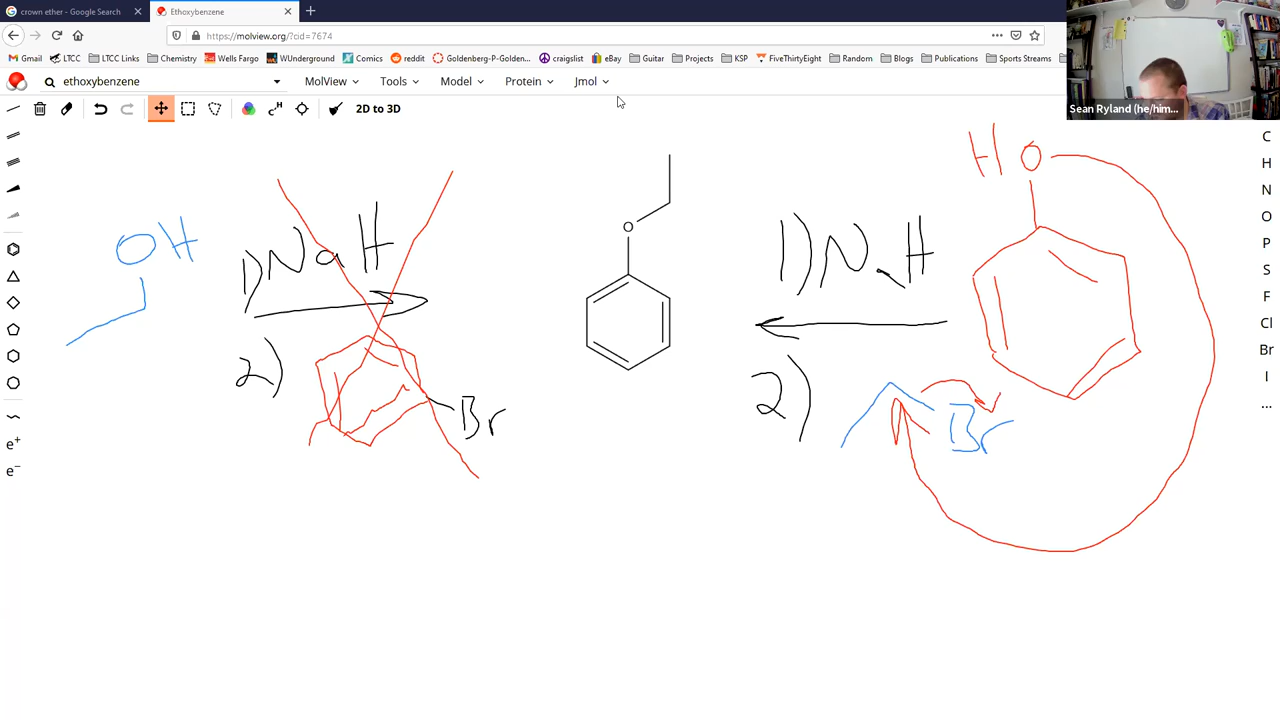 crown ether - Google Search
Ethoxybenzene
https://molview.org/?cid=7674
Gmail LTCC LTCC Links Chemistry Wells Fargo WUnderground Comics reddit Goldenberg-P-Golden... craigslist eBay Guitar Projects KSP FiveThirtyEight Random Blogs Publications Sports Streams
ethoxybenzene MolView Tools Model Protein Jmol
2D to 3D
Sean Ryland (he/him...
C
H
N
O
P
S
F
Cl
Br
I
...
e+
e−
OH
1) NaH
2)
Br
O
1) NaH
2)
Br
HO